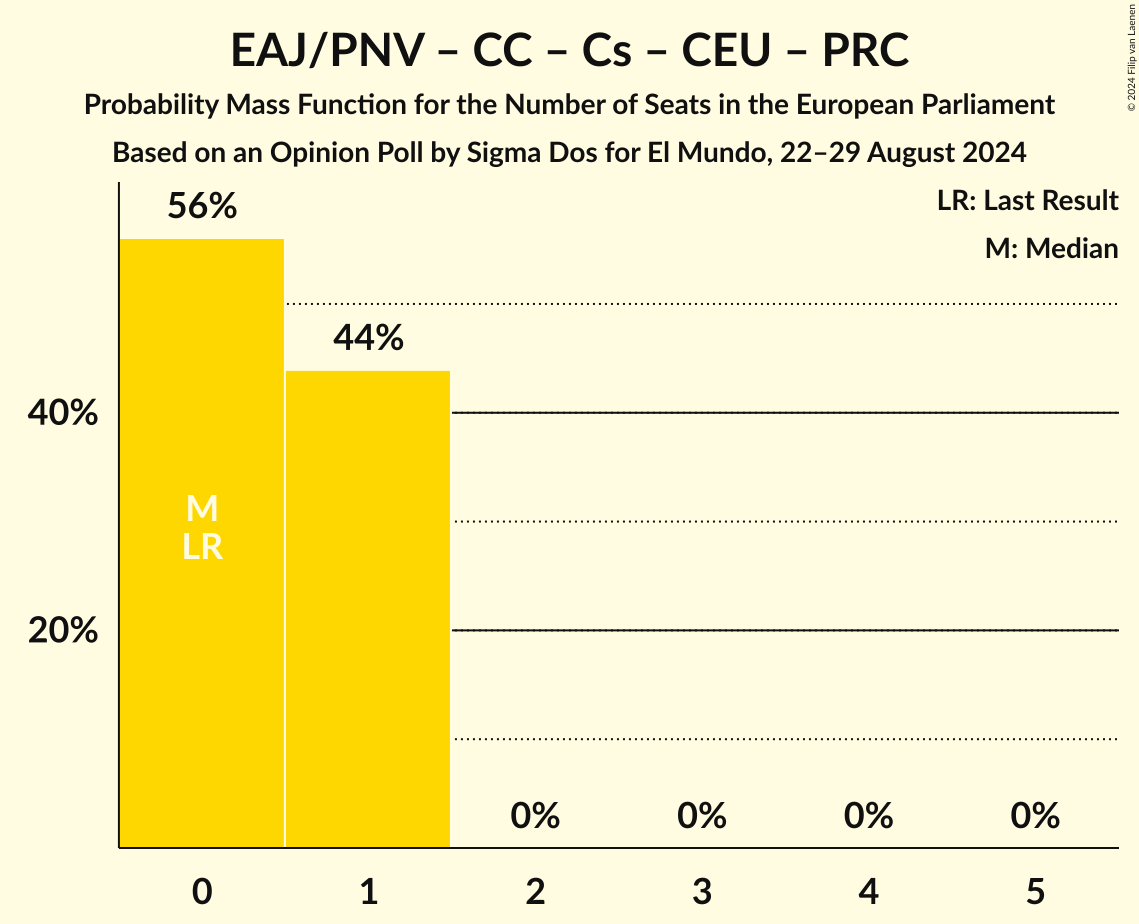 EAJ/PNV – CC – Cs – CEU – PRC
Probability Mass Function for the Number of Seats in the European Parliament
Based on an Opinion Poll by Sigma Dos for El Mundo, 22–29 August 2024
© 2024 Filip van Laenen
LR: Last Result
M: Median
56%
44%
40%
M
LR
20%
0%
0%
0%
0%
0
1
2
3
4
5